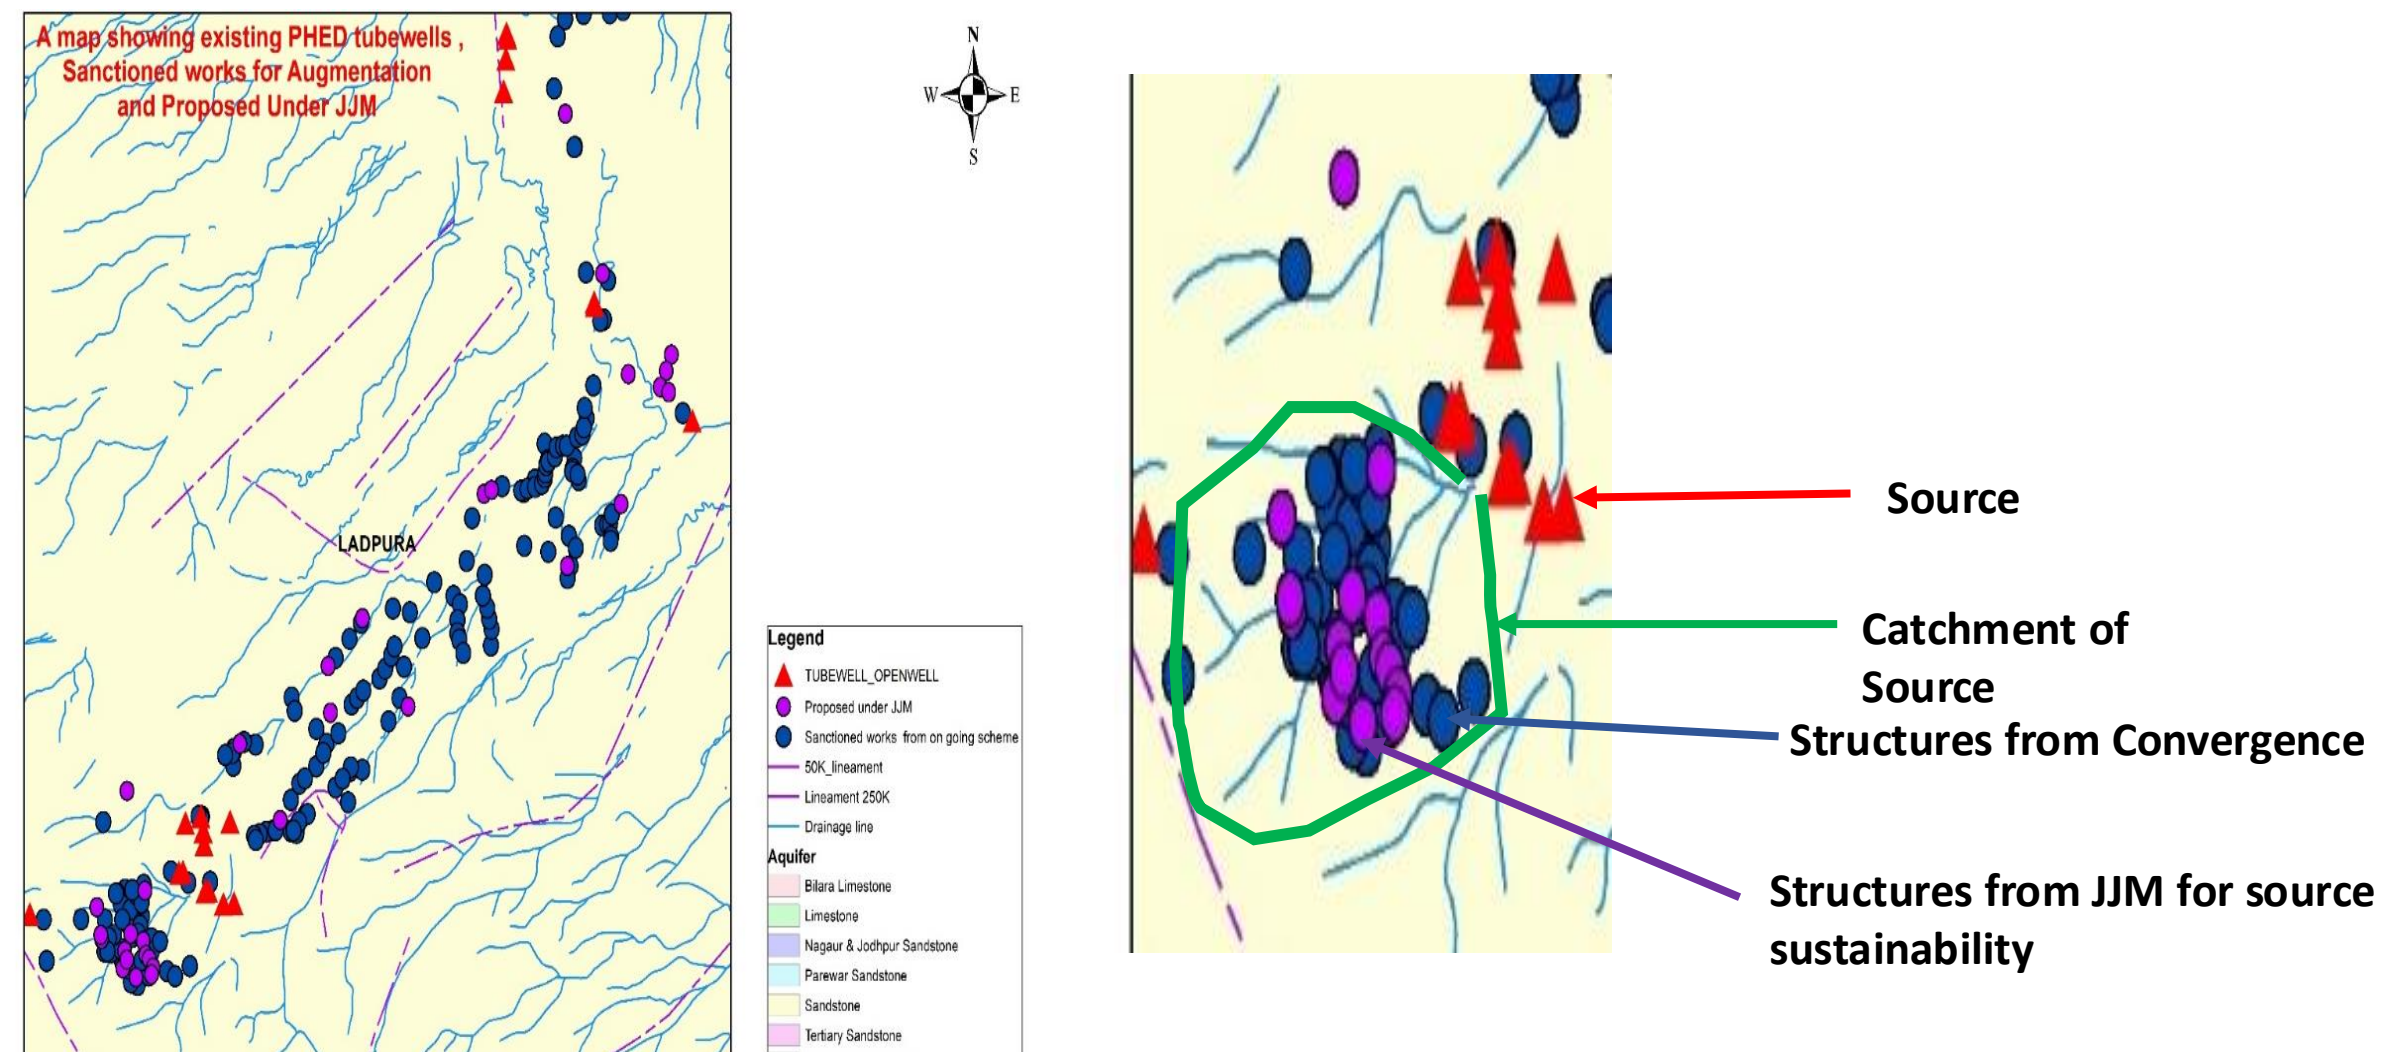 A map showing existing PHED tubewells ,
Sanctioned works for Augmentation
and Proposed Under JJM
LADPURA
N
W E
S
Legend
TUBEWELL_OPENWELL
Proposed under JJM
Sanctioned works from on going scheme
50K_lineament
Lineament 250K
Drainage line
Aquifer
Bilara Limestone
Limestone
Nagaur & Jodhpur Sandstone
Parewar Sandstone
Sandstone
Tertiary Sandstone
Source
Catchment of
Source
Structures from Convergence
Structures from JJM for source
sustainability